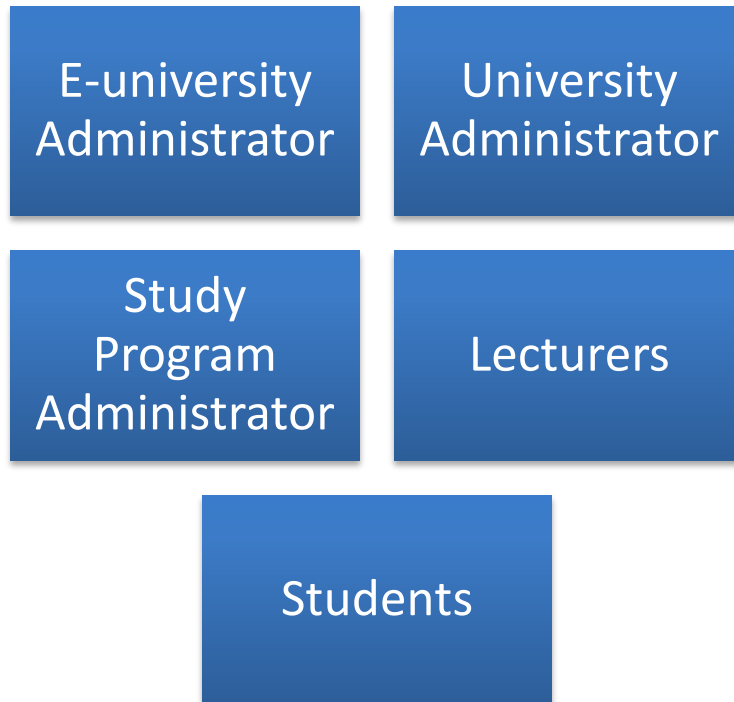 E-university
Administrator
University
Administrator
Study
Program
Administrator
Lecturers
Students